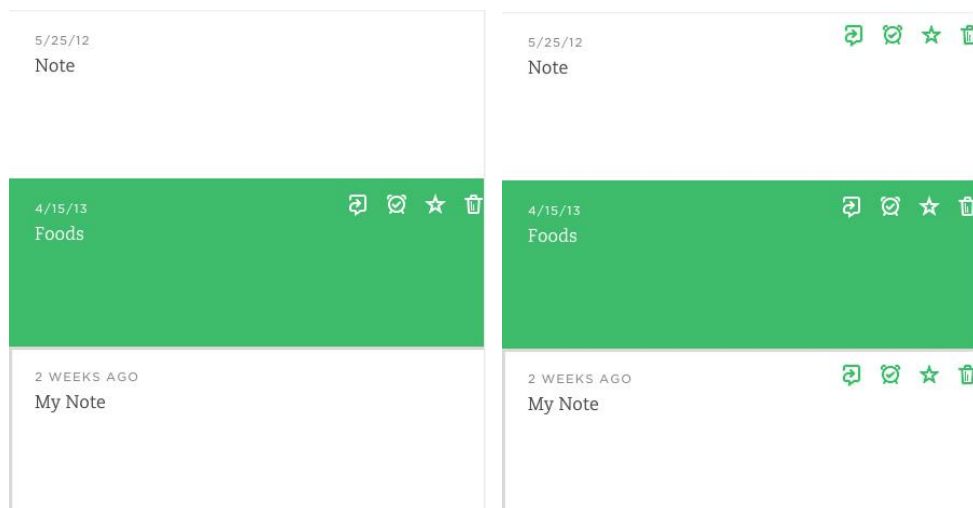 5/25/12
Note
4/15/13
Foods
2 WEEKS AGO
My Note
5/25/12
Note
4/15/13
Foods
2 WEEKS AGO
My Note